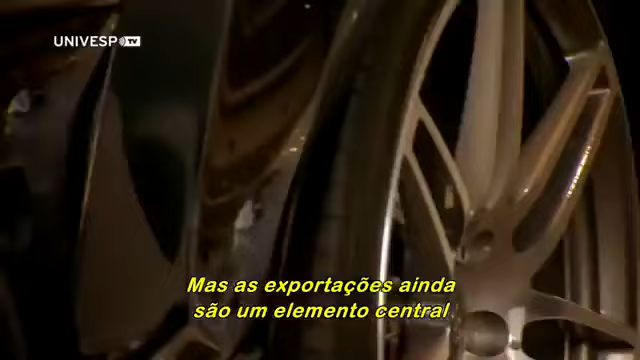 UNIVESP TV
Mas as exportações ainda
são um elemento central